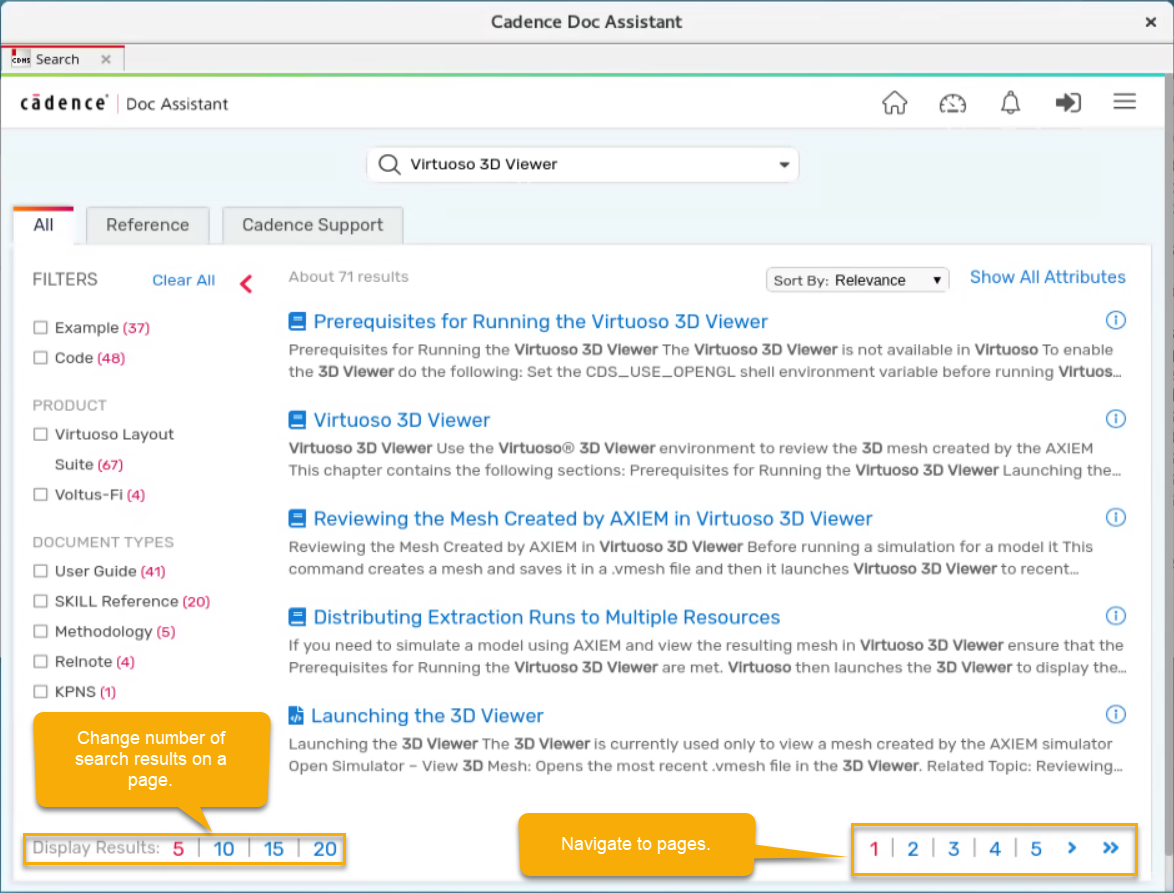 Cadence Doc Assistant
CDMS Search
cādence® Doc Assistant
Virtuoso 3D Viewer
All Reference Cadence Support
FILTERS Clear All
About 71 results
Sort By: Relevance
Show All Attributes
Example (37)
Code (48)
PRODUCT
Virtuoso Layout
Suite (67)
Voltus-Fi (4)
DOCUMENT TYPES
User Guide (41)
SKILL Reference (20)
Methodology (5)
Relnote (4)
KPNS (1)
Prerequisites for Running the Virtuoso 3D Viewer
Prerequisites for Running the Virtuoso 3D Viewer The Virtuoso 3D Viewer is not available in Virtuoso To enable
the 3D Viewer do the following: Set the CDS_USE_OPENGL shell environment variable before running Virtuos...
Virtuoso 3D Viewer
Virtuoso 3D Viewer Use the Virtuoso® 3D Viewer environment to review the 3D mesh created by the AXIEM
This chapter contains the following sections: Prerequisites for Running the Virtuoso 3D Viewer Launching the...
Reviewing the Mesh Created by AXIEM in Virtuoso 3D Viewer
Reviewing the Mesh Created by AXIEM in Virtuoso 3D Viewer Before running a simulation for a model it This
command creates a mesh and saves it in a .vmesh file and then it launches Virtuoso 3D Viewer to recent...
Distributing Extraction Runs to Multiple Resources
If you need to simulate a model using AXIEM and view the resulting mesh in Virtuoso 3D Viewer ensure that the
Prerequisites for Running the Virtuoso 3D Viewer are met. Virtuoso then launches the 3D Viewer to display the...
Launching the 3D Viewer
Launching the 3D Viewer The 3D Viewer is currently used only to view a mesh created by the AXIEM simulator
Open Simulator – View 3D Mesh: Opens the most recent .vmesh file in the 3D Viewer. Related Topic: Reviewing...
Change number of
search results on a
page.
Display Results: 5 | 10 | 15 | 20
Navigate to pages.
1 | 2 | 3 | 4 | 5 > »